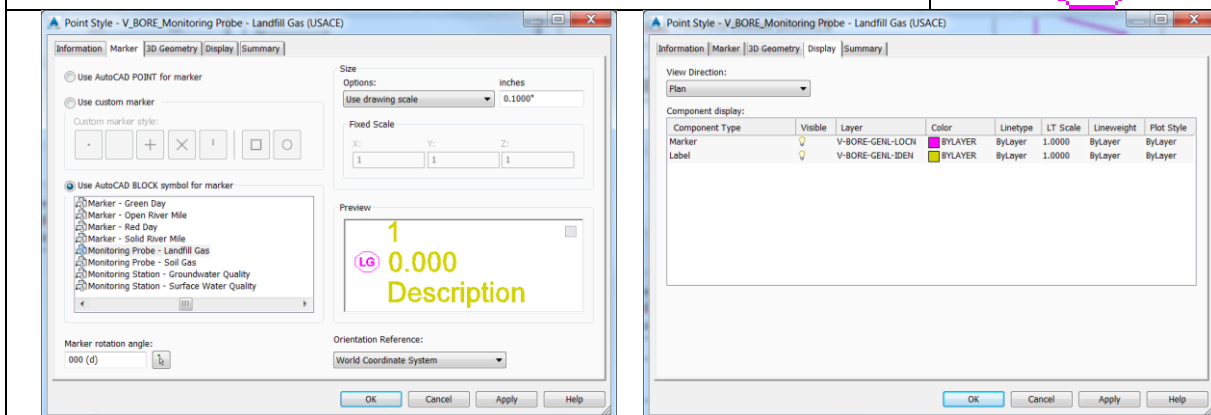 Point Style - V_BORE_Monitoring Probe - Landfill Gas (USACE)
Information Marker 3D Geometry Display Summary
Use AutoCAD POINT for marker
Use custom marker
Custom marker style:
Use AutoCAD BLOCK symbol for marker
Marker - Green Day
Marker - Open River Mile
Marker - Red Day
Marker - Solid River Mile
Monitoring Probe - Landfill Gas
Monitoring Probe - Soil Gas
Monitoring Station - Groundwater Quality
Monitoring Station - Surface Water Quality
Marker rotation angle:
000 (d)
Size
Options: inches
Use drawing scale 0.1000"
Fixed Scale
X: Y: Z:
1 1 1
Preview
1
LG 0.000
Description
Orientation Reference:
World Coordinate System
OK Cancel Apply Help
Point Style - V_BORE_Monitoring Probe - Landfill Gas (USACE)
Information Marker 3D Geometry Display Summary
View Direction:
Plan
Component display:
Component Type Visible Layer Color Linetype LT Scale Lineweight Plot Style
Marker V-BORE-GENL-LOCN BYLAYER ByLayer 1.0000 ByLayer ByLayer
Label V-BORE-GENL-IDEN BYLAYER ByLayer 1.0000 ByLayer ByLayer
OK Cancel Apply Help